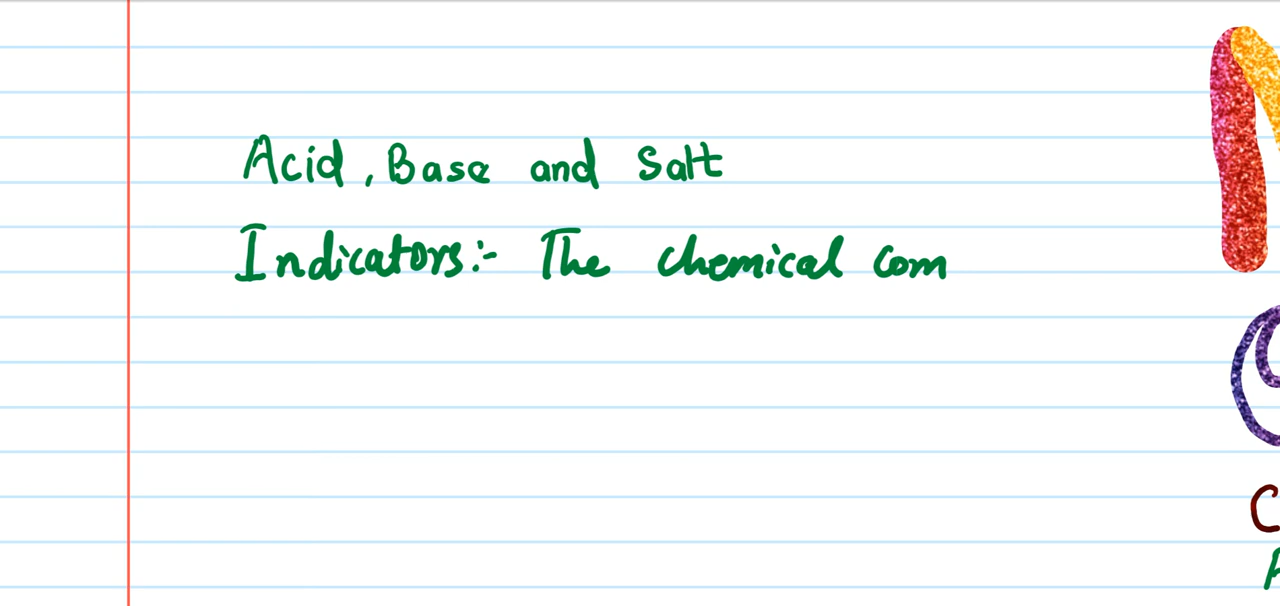 Acid, Base and Salt
Indicators:- The chemical com